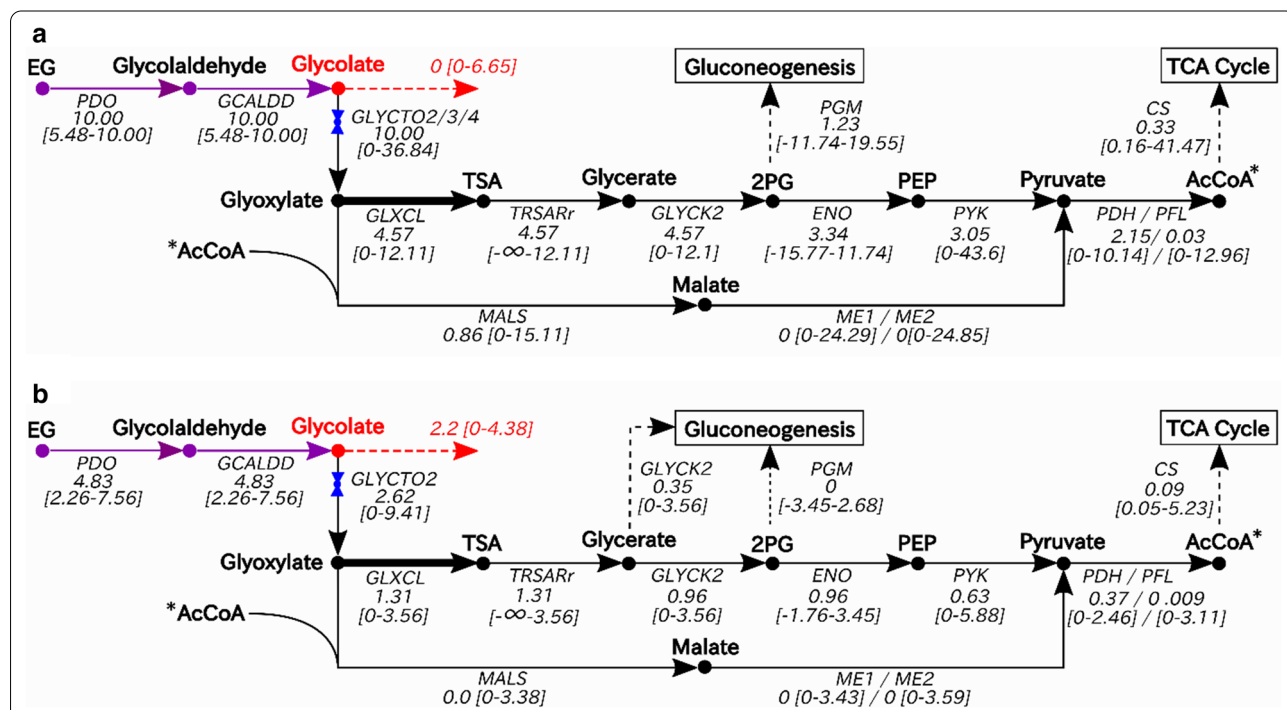 a
EG
Glycolaldehyde
Glycolate
0 [0-6.65]
PDO
10.00
[5.48-10.00]
GCALDD
10.00
[5.48-10.00]
GLYCTO2/3/4
10.00
[0-36.84]
Gluconeogenesis
PGM
1.23
[-11.74-19.55]
TCA Cycle
CS
0.33
[0.16-41.47]
Glyoxylate
TSA
Glycerate
2PG
PEP
Pyruvate
AcCoA*
GLXCL
4.57
[0-12.11]
TRSARr
4.57
[-∞-12.11]
GLYCK2
4.57
[0-12.1]
ENO
3.34
[-15.77-11.74]
PYK
3.05
[0-43.6]
PDH / PFL
2.15/ 0.03
[0-10.14] / [0-12.96]
*AcCoA
Malate
MALS
0.86 [0-15.11]
ME1 / ME2
0 [0-24.29] / 0[0-24.85]
b
EG
Glycolaldehyde
Glycolate
2.2 [0-4.38]
PDO
4.83
[2.26-7.56]
GCALDD
4.83
[2.26-7.56]
GLYCTO2
2.62
[0-9.41]
Gluconeogenesis
GLYCK2
0.35
[0-3.56]
PGM
0
[-3.45-2.68]
TCA Cycle
CS
0.09
[0.05-5.23]
Glyoxylate
TSA
Glycerate
2PG
PEP
Pyruvate
AcCoA*
GLXCL
1.31
[0-3.56]
TRSARr
1.31
[-∞-3.56]
GLYCK2
0.96
[0-3.56]
ENO
0.96
[-1.76-3.45]
PYK
0.63
[0-5.88]
PDH / PFL
0.37 / 0 .009
[0-2.46] / [0-3.11]
*AcCoA
Malate
MALS
0.0 [0-3.38]
ME1 / ME2
0 [0-3.43] / 0 [0-3.59]